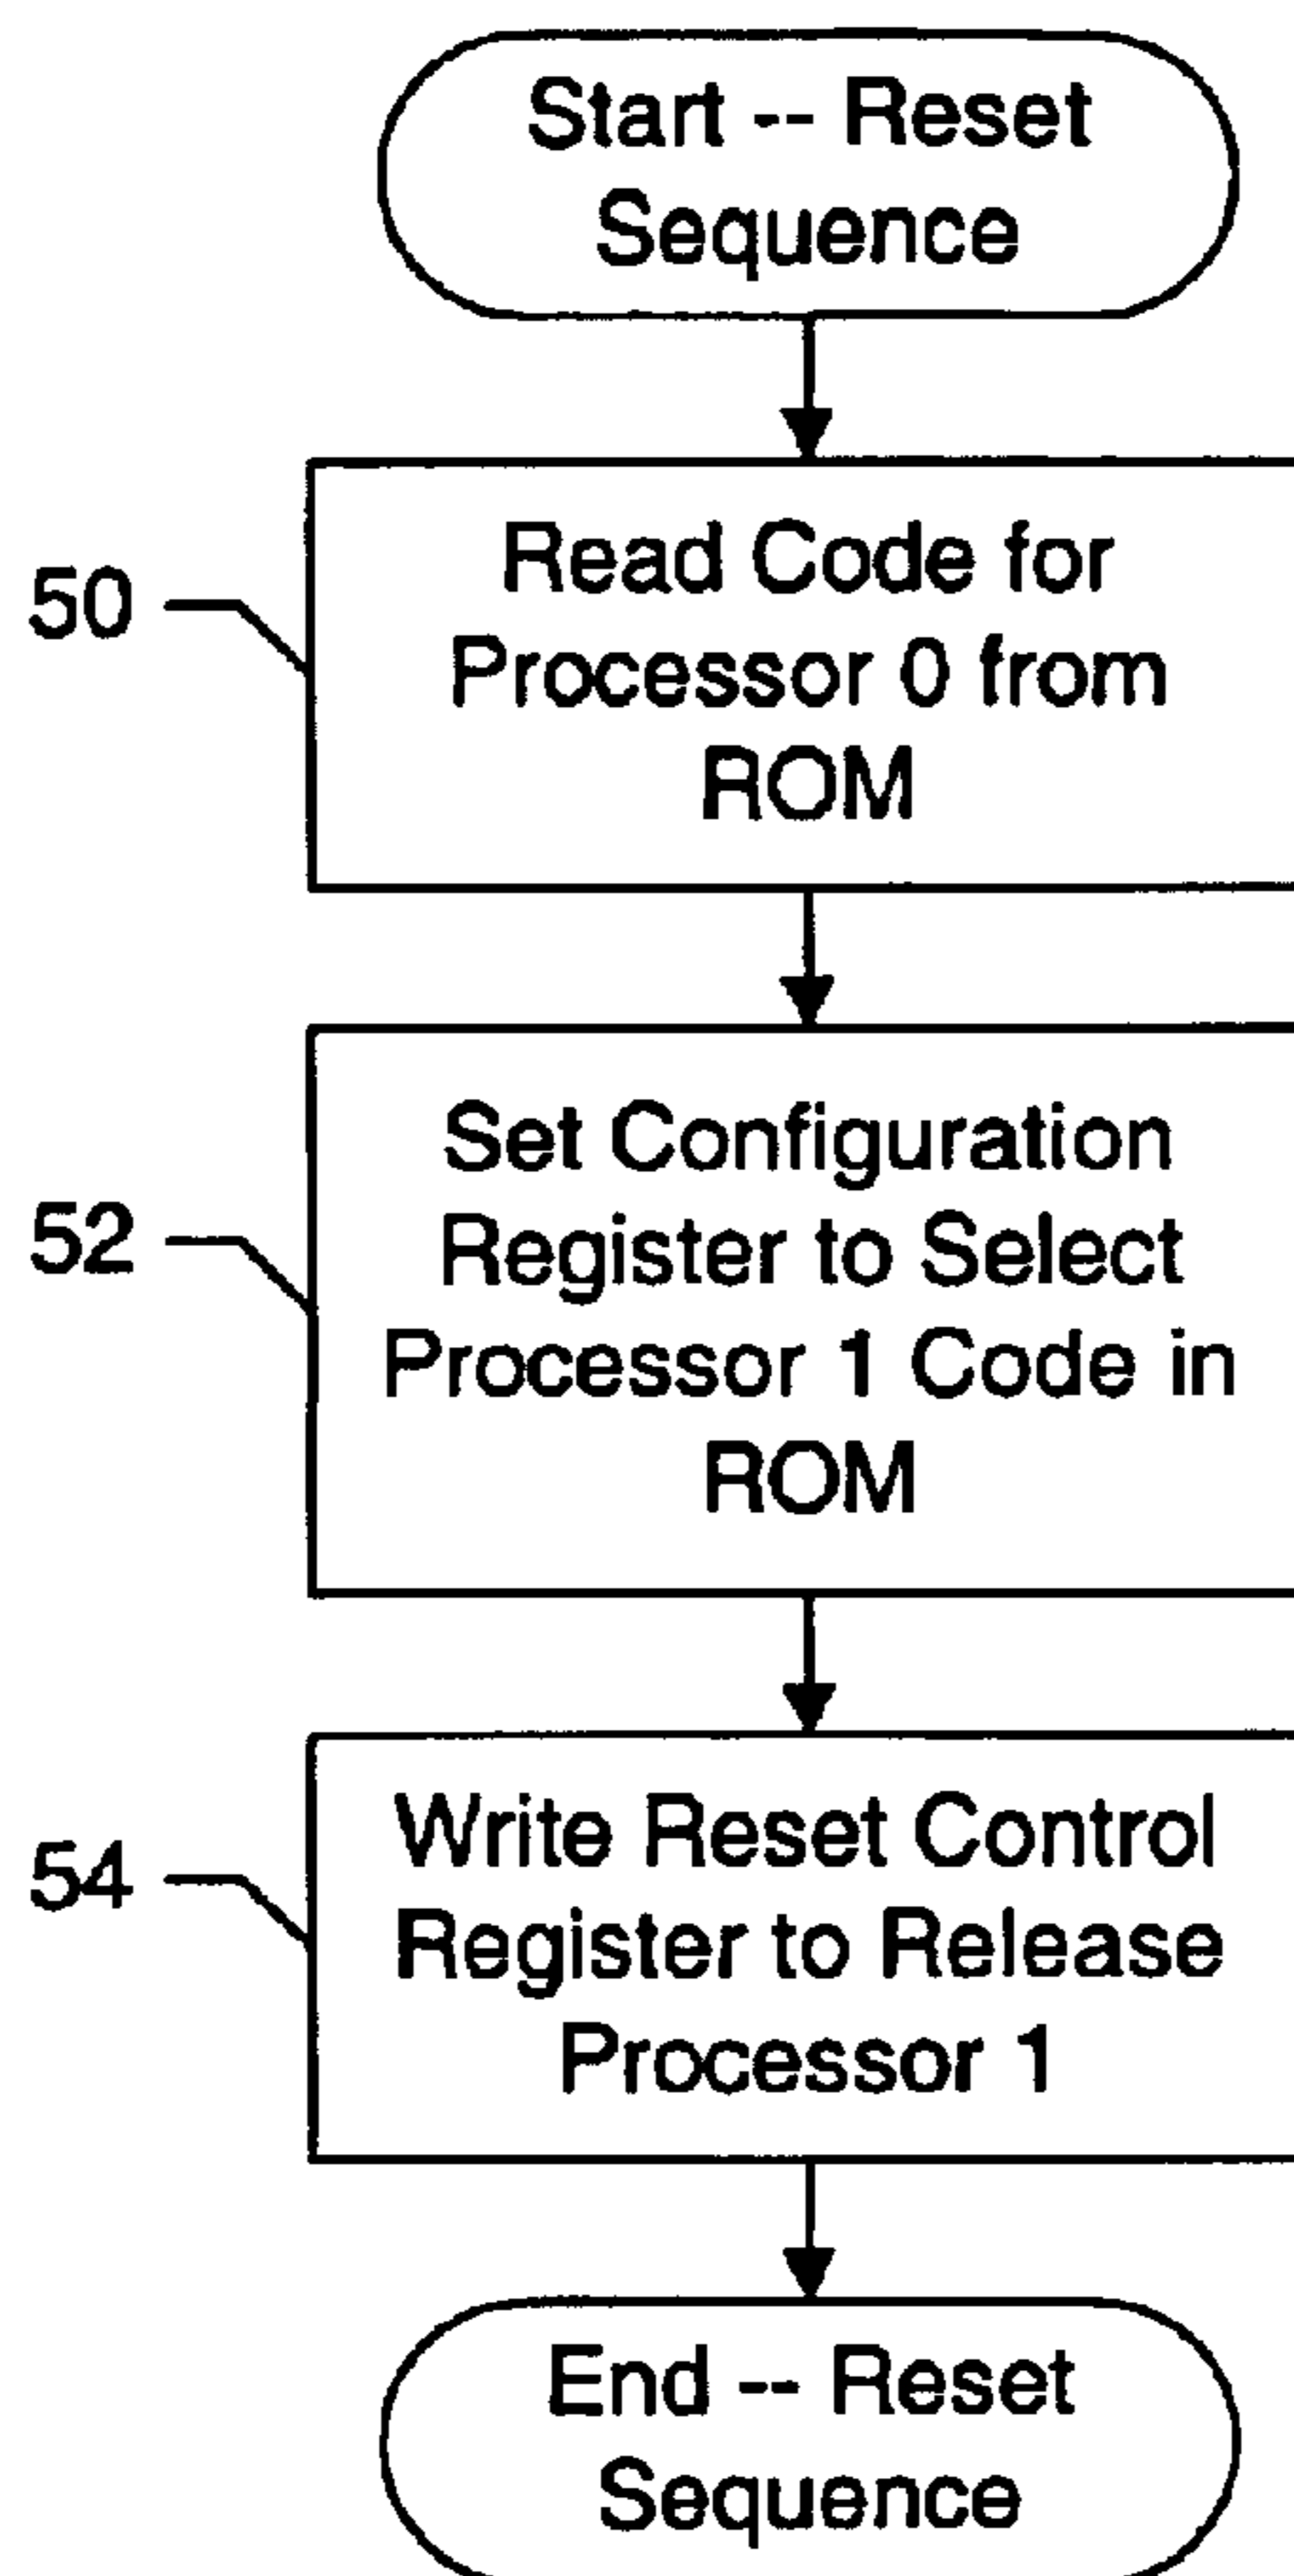 Start -- Reset
Sequence
50
Read Code for
Processor 0 from
ROM
52
Set Configuration
Register to Select
Processor 1 Code in
ROM
54
Write Reset Control
Register to Release
Processor 1
End -- Reset
Sequence